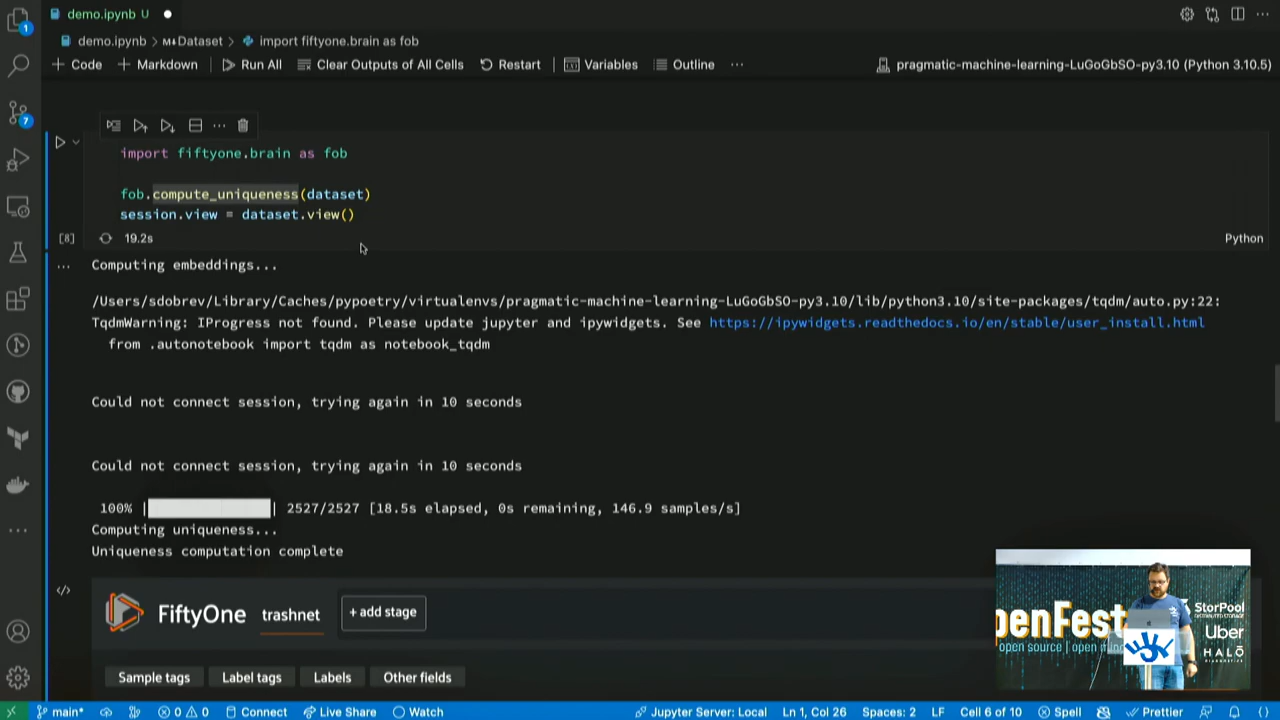 demo.ipynb U
demo.ipynb > M↓Dataset > import fiftyone.brain as fob
+ Code + Markdown Run All Clear Outputs of All Cells Restart Variables Outline ... pragmatic-machine-learning-LuGoGbSO-py3.10 (Python 3.10.5)
import fiftyone.brain as fob
fob.compute_uniqueness(dataset)
session.view = dataset.view()
[8] 19.2s Python
Computing embeddings...
/Users/sdobrev/Library/Caches/pypoetry/virtualenvs/pragmatic-machine-learning-LuGoGbSO-py3.10/lib/python3.10/site-packages/tqdm/auto.py:22:
TqdmWarning: IProgress not found. Please update jupyter and ipywidgets. See https://ipywidgets.readthedocs.io/en/stable/user_install.html
from .autonotebook import tqdm as notebook_tqdm
Could not connect session, trying again in 10 seconds
Could not connect session, trying again in 10 seconds
100% | | 2527/2527 [18.5s elapsed, 0s remaining, 146.9 samples/s]
Computing uniqueness...
Uniqueness computation complete
FiftyOne trashnet + add stage
Sample tags Label tags Labels Other fields
penFest
open source | open
StorPool
Uber
HALO
main* 0 0 Connect Live Share Watch Jupyter Server: Local Ln 1, Col 26 Spaces: 2 LF Cell 6 of 10 Spell Prettier
1
7